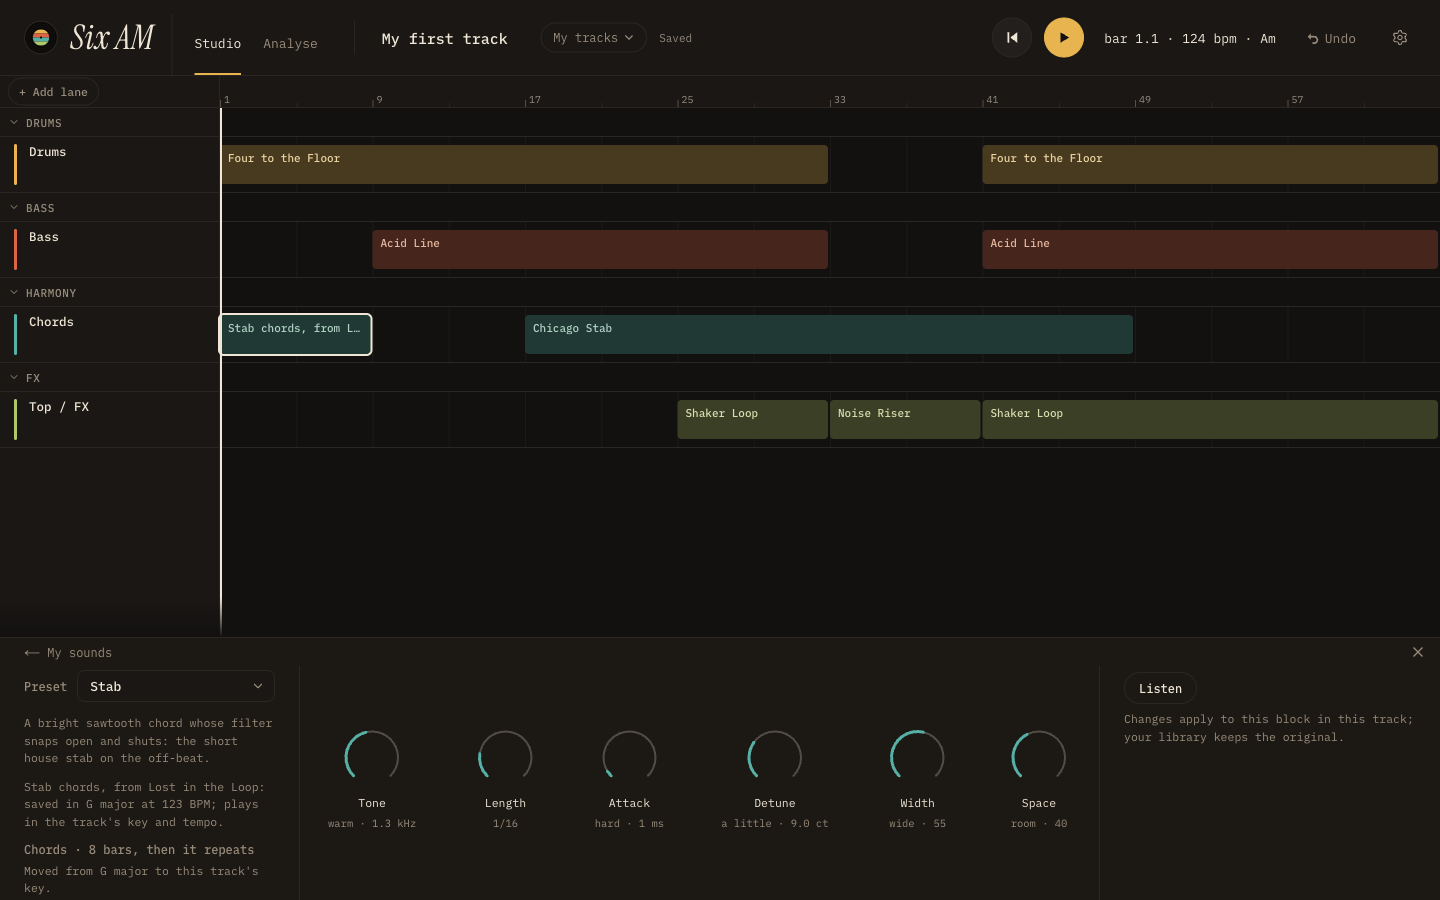 Six AM
Studio
Analyse
My first track
My tracks
Saved
bar 1.1 · 124 bpm · Am
Undo
+ Add lane
1
9
17
25
33
41
49
57
DRUMS
Drums
Four to the Floor
Four to the Floor
BASS
Bass
Acid Line
Acid Line
HARMONY
Chords
Stab chords, from L…
Chicago Stab
FX
Top / FX
Shaker Loop
Noise Riser
Shaker Loop
My sounds
Preset
Stab
A bright sawtooth chord whose filter
snaps open and shuts: the short
house stab on the off-beat.
Stab chords, from Lost in the Loop:
saved in G major at 123 BPM; plays
in the track's key and tempo.
Chords · 8 bars, then it repeats
Moved from G major to this track's
key.
Tone
warm · 1.3 kHz
Length
1/16
Attack
hard · 1 ms
Detune
a little · 9.0 ct
Width
wide · 55
Space
room · 40
Listen
Changes apply to this block in this track;
your library keeps the original.